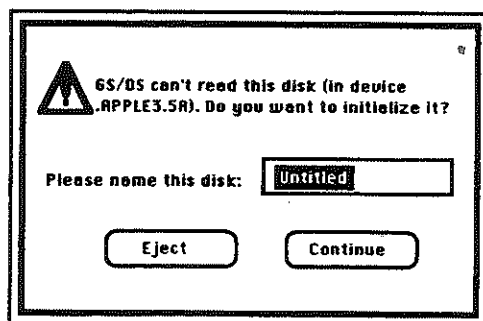 GS/OS can't read this disk (in device
.APPLE3.5A). Do you want to initialize it?
Please name this disk:
Untitled
Eject
Continue